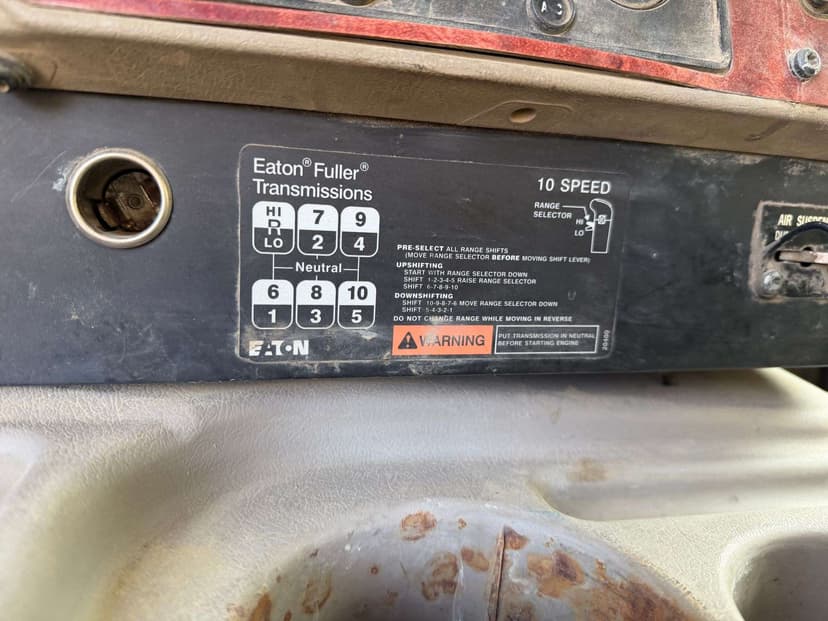 A/C
Eaton® Fuller®
Transmissions
10 SPEED
HI
R
LO
7
2
9
4
RANGE
SELECTOR
HI
LO
Neutral
PRE-SELECT ALL RANGE SHIFTS
(MOVE RANGE SELECTOR BEFORE MOVING SHIFT LEVER)
UPSHIFTING
START WITH RANGE SELECTOR DOWN
SHIFT 1-2-3-4-5 RAISE RANGE SELECTOR
SHIFT 6-7-8-9-10
6
1
8
3
10
5
DOWNSHIFTING
SHIFT 10-9-8-7-6 MOVE RANGE SELECTOR DOWN
SHIFT 5-4-3-2-1
DO NOT CHANGE RANGE WHILE MOVING IN REVERSE
EATON
WARNING
PUT TRANSMISSION IN NEUTRAL
BEFORE STARTING ENGINE
20400
AIR SUSPEN
DU